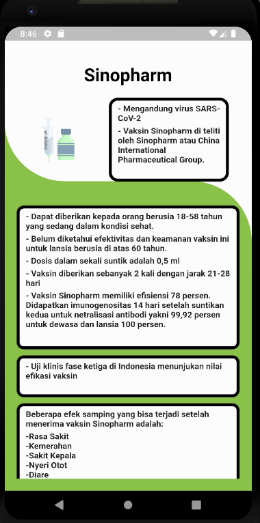 8:46
Sinopharm
- Mengandung virus SARS-
CoV-2
- Vaksin Sinopharm di teliti
oleh Sinopharm atau China
International
Pharmaceutical Group.
- Dapat diberikan kepada orang berusia 18-58 tahun
yang sedang dalam kondisi sehat.
- Belum diketahui efektivitas dan keamanan vaksin ini
untuk lansia berusia di atas 60 tahun.
- Dosis dalam sekali suntik adalah 0,5 ml
- Vaksin diberikan sebanyak 2 kali dengan jarak 21-28
hari
- Vaksin Sinopharm memiliki efisiensi 78 persen.
Didapatkan imunogenositas 14 hari setelah suntikan
kedua untuk netralisasi antibodi yakni 99,92 persen
untuk dewasa dan lansia 100 persen.
- Uji klinis fase ketiga di Indonesia menunjukan nilai
efikasi vaksin
Beberapa efek samping yang bisa terjadi setelah
menerima vaksin Sinopharm adalah:
-Rasa Sakit
-Kemerahan
-Sakit Kepala
-Nyeri Otot
-Diare